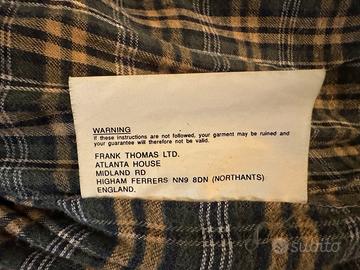 WARNING
If these instructions are not followed, your garment may be ruined and
your guarantee will therefore not be valid.
FRANK THOMAS LTD.
ATLANTA HOUSE
MIDLAND RD
HIGHAM FERRERS NN9 8DN (NORTHANTS)
ENGLAND.
subito